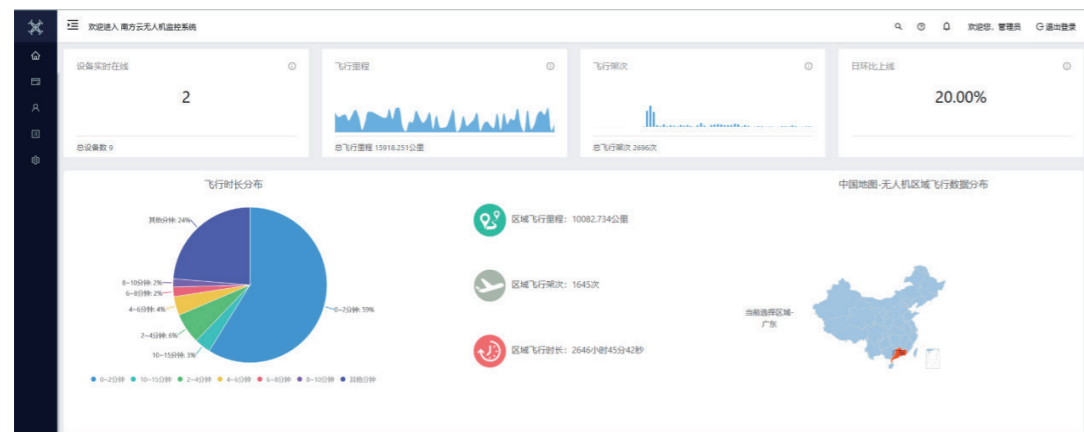 欢迎进入 南方云无人机监控系统
欢迎您，管理员 退出登录
设备实时在线
2
总设备数 9
飞行里程
总飞行里程 15918.251公里
飞行架次
总飞行架次 2696次
日环比上线
20.00%
飞行时长分布
其他分钟: 24%
8~10分钟: 2%
6~8分钟: 2%
4~6分钟: 4%
2~4分钟: 6%
10~15分钟: 3%
0~2分钟: 59%
0~2分钟 10~15分钟 2~4分钟 4~6分钟 6~8分钟 8~10分钟 其他分钟
区域飞行里程：10082.734公里
区域飞行架次：1645次
区域飞行时长：2646小时45分42秒
中国地图-无人机区域飞行数据分布
当前选择区域-
广东